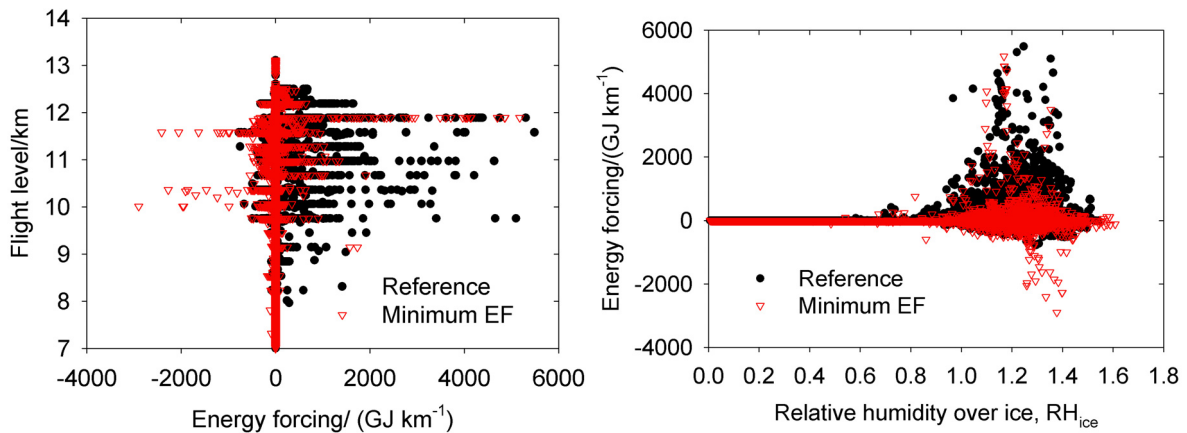 14
13
12
11
10
9
8
7
Flight level/km
Reference
Minimum EF
-4000 -2000 0 2000 4000 6000
Energy forcing/ (GJ km-1)
6000
4000
2000
0
-2000
-4000
Energy forcing/(GJ km-1)
Reference
Minimum EF
0.0 0.2 0.4 0.6 0.8 1.0 1.2 1.4 1.6 1.8
Relative humidity over ice, RHice